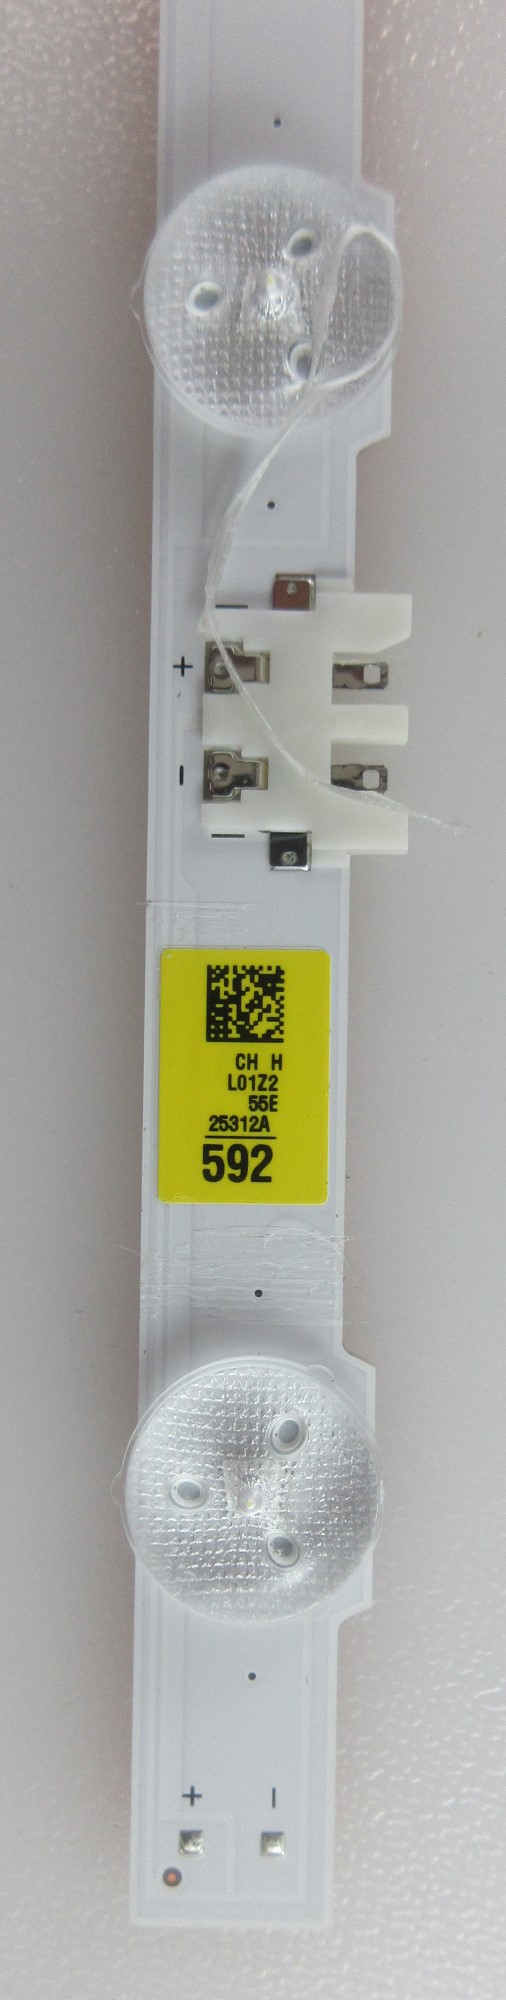 +
-
CH H
L01Z2
55E
25312A
592
+ -